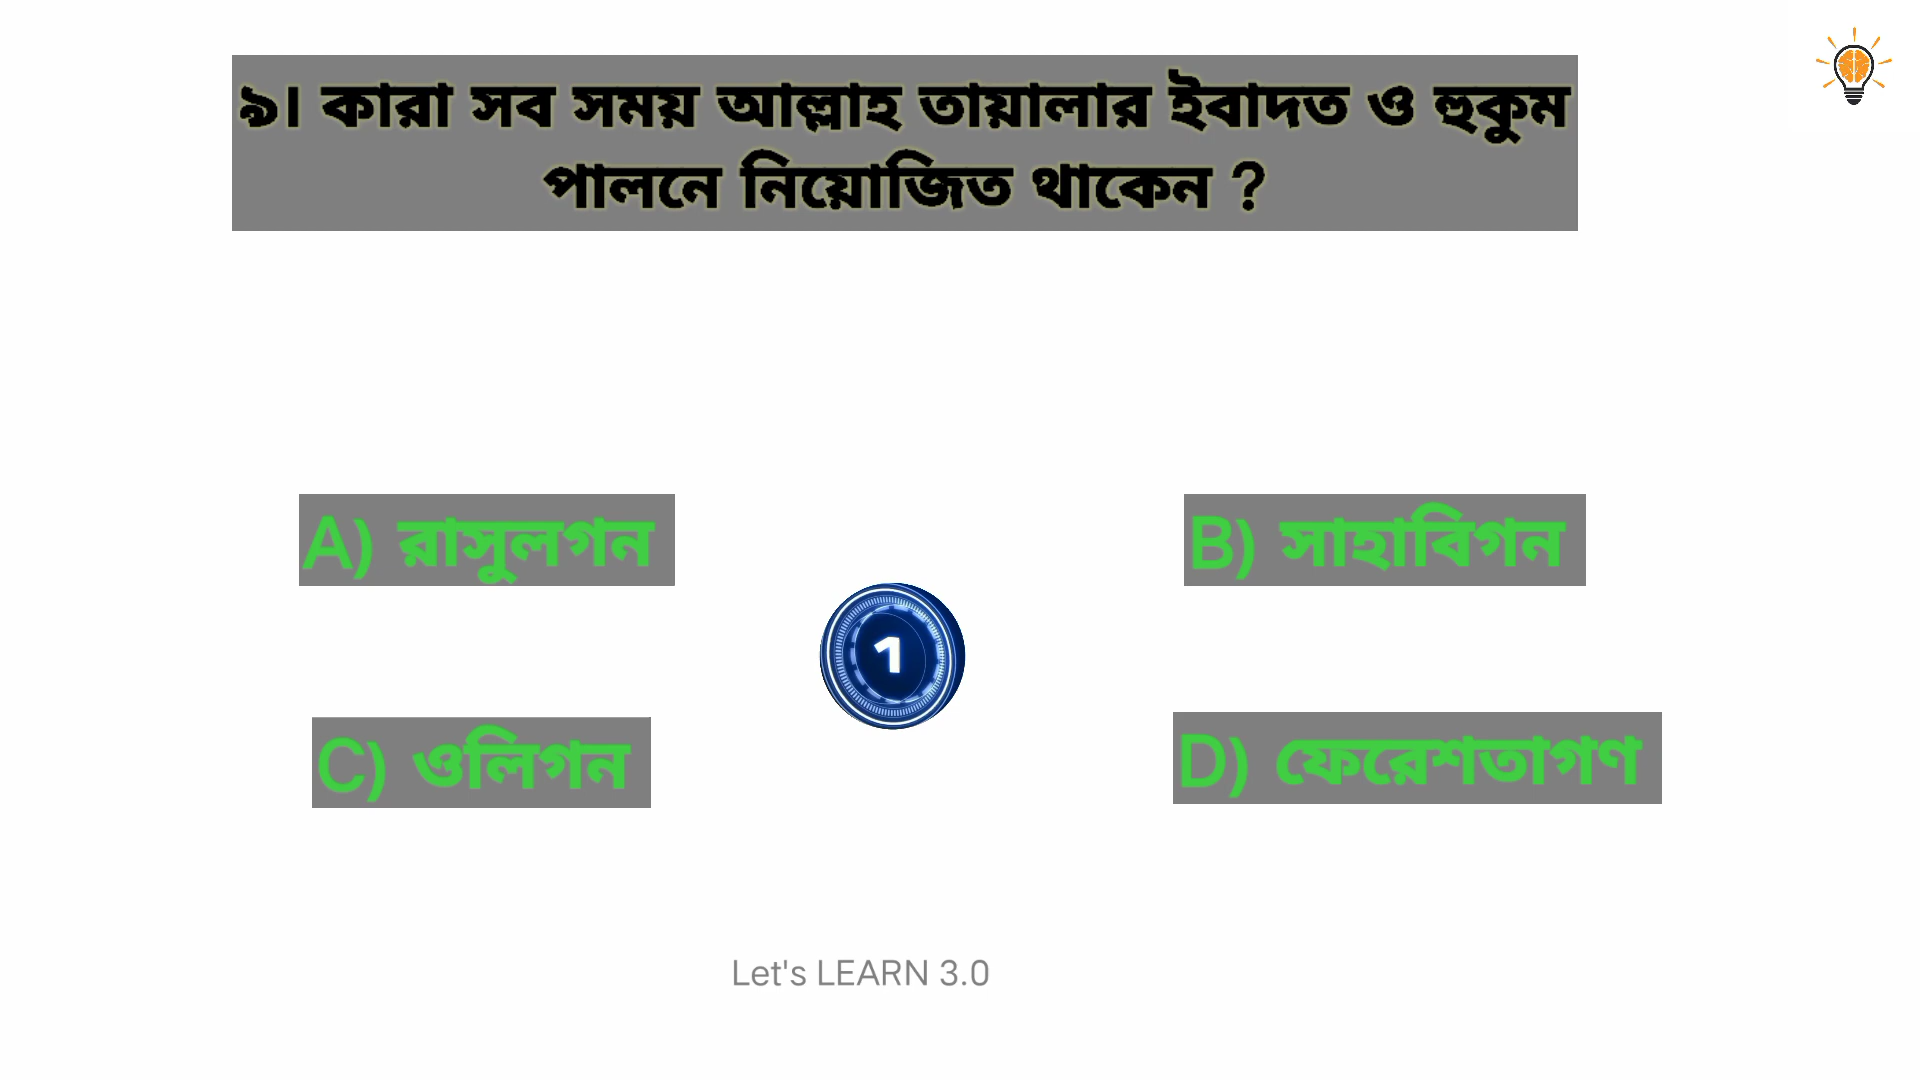 ৯। কারা সব সময় আল্লাহ তায়ালার ইবাদত ও হুকুম
পালনে নিয়োজিত থাকেন ?
A) রাসুলগন
B) সাহাবিগন
1
C) ওলিগন
D) ফেরেশতাগণ
Let's LEARN 3.0